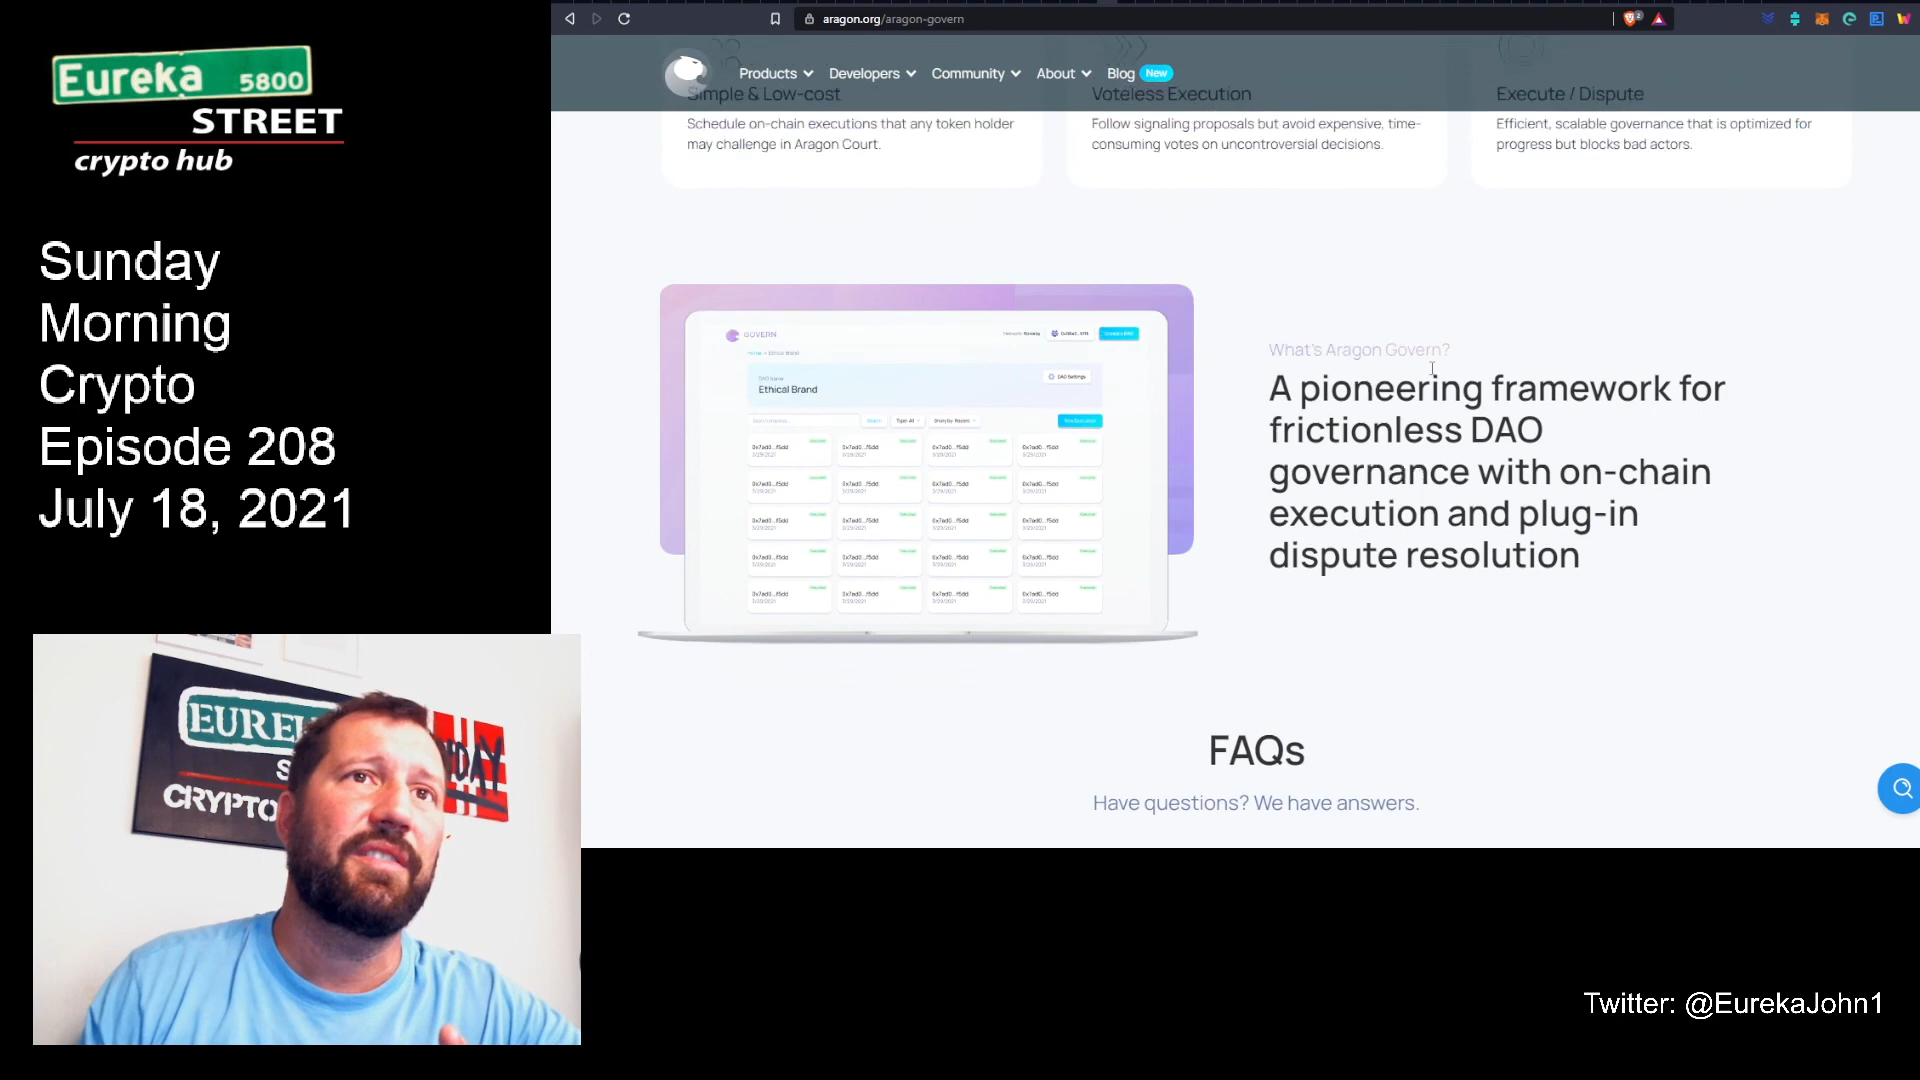 Eureka 5800
STREET
crypto hub
Sunday
Morning
Crypto
Episode 208
July 18, 2021
aragon.org/aragon-govern
Products
Developers
Community
About
Blog New
Simple & Low-cost
Schedule on-chain executions that any token holder
may challenge in Aragon Court.
Voteless Execution
Follow signaling proposals but avoid expensive, time-
consuming votes on uncontroversial decisions.
Execute / Dispute
Efficient, scalable governance that is optimized for
progress but blocks bad actors.
GOVERN
DAO Settings
Ethical Brand
What's Aragon Govern?
A pioneering framework for
frictionless DAO
governance with on-chain
execution and plug-in
dispute resolution
FAQs
Have questions? We have answers.
CRYPTO
Twitter: @EurekaJohn1